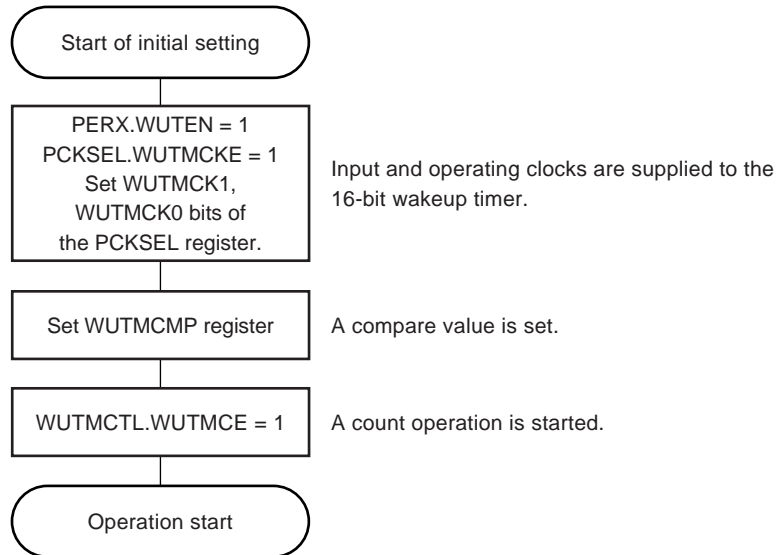 Start of initial setting
PERX.WUTEN = 1
PCKSEL.WUTMCKE = 1
Set WUTMCK1,
WUTMCK0 bits of
the PCKSEL register.
Input and operating clocks are supplied to the
16-bit wakeup timer.
Set WUTMCMP register
A compare value is set.
WUTMCTL.WUTMCE = 1
A count operation is started.
Operation start